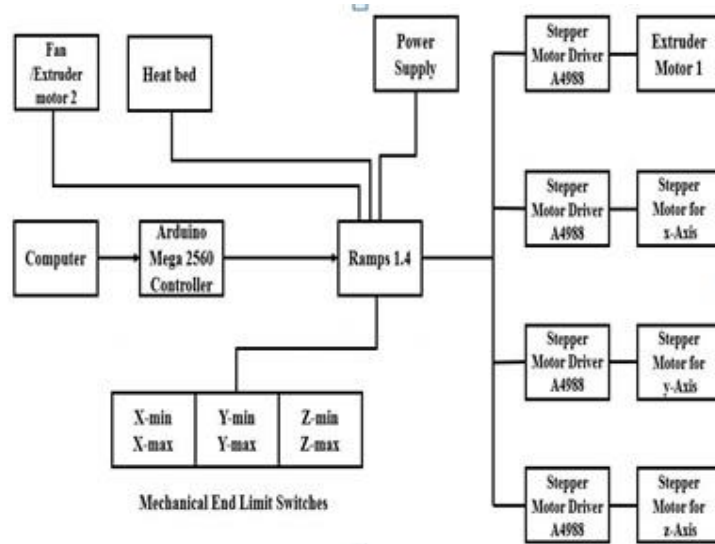 Fan
/Extruder
motor 2
Heat bed
Power
Supply
Stepper
Motor Driver
A4988
Extruder
Motor 1
Stepper
Motor Driver
A4988
Stepper
Motor for
x-Axis
Computer
Arduino
Mega 2560
Controller
Ramps 1.4
Stepper
Motor Driver
A4988
Stepper
Motor for
y-Axis
X-min
X-max
Y-min
Y-max
Z-min
Z-max
Mechanical End Limit Switches
Stepper
Motor Driver
A4988
Stepper
Motor for
z-Axis